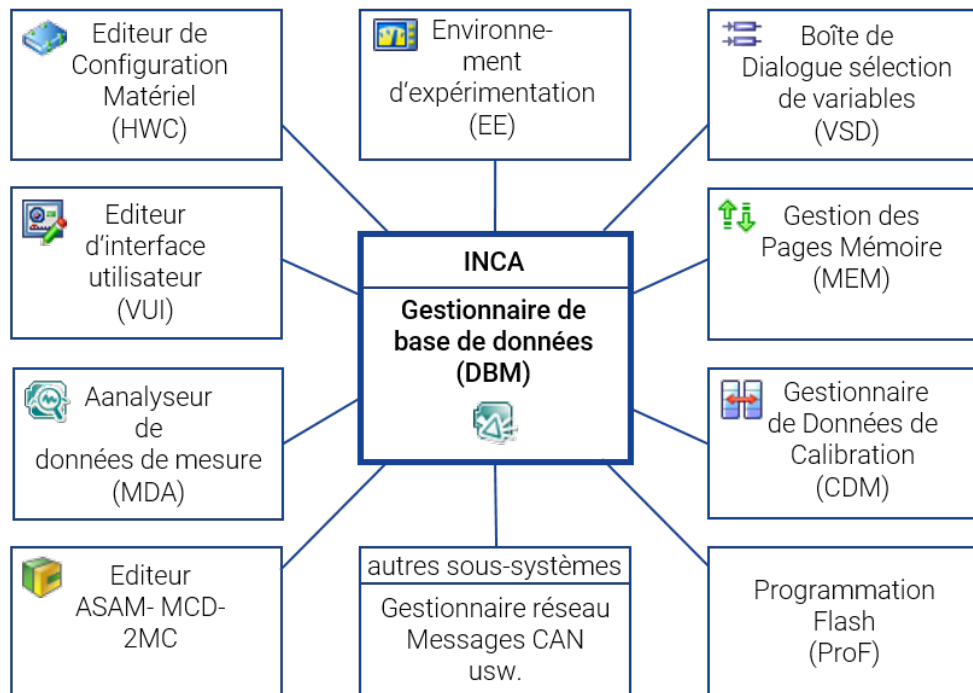 Editeur de
Configuration
Matériel
(HWC)
Environne-
ment
d‘expérimentation
(EE)
Boîte de
Dialogue sélection
de variables
(VSD)
Editeur
d‘interface
utilisateur
(VUI)
INCA
Gestionnaire de
base de données
(DBM)
Gestion des
Pages Mémoire
(MEM)
Aanalyseur
de
données de mesure
(MDA)
Gestionnaire
de Données de
Calibration
(CDM)
Editeur
ASAM- MCD-
2MC
autres sous-systèmes
Gestionnaire réseau
Messages CAN
usw.
Programmation
Flash
(ProF)